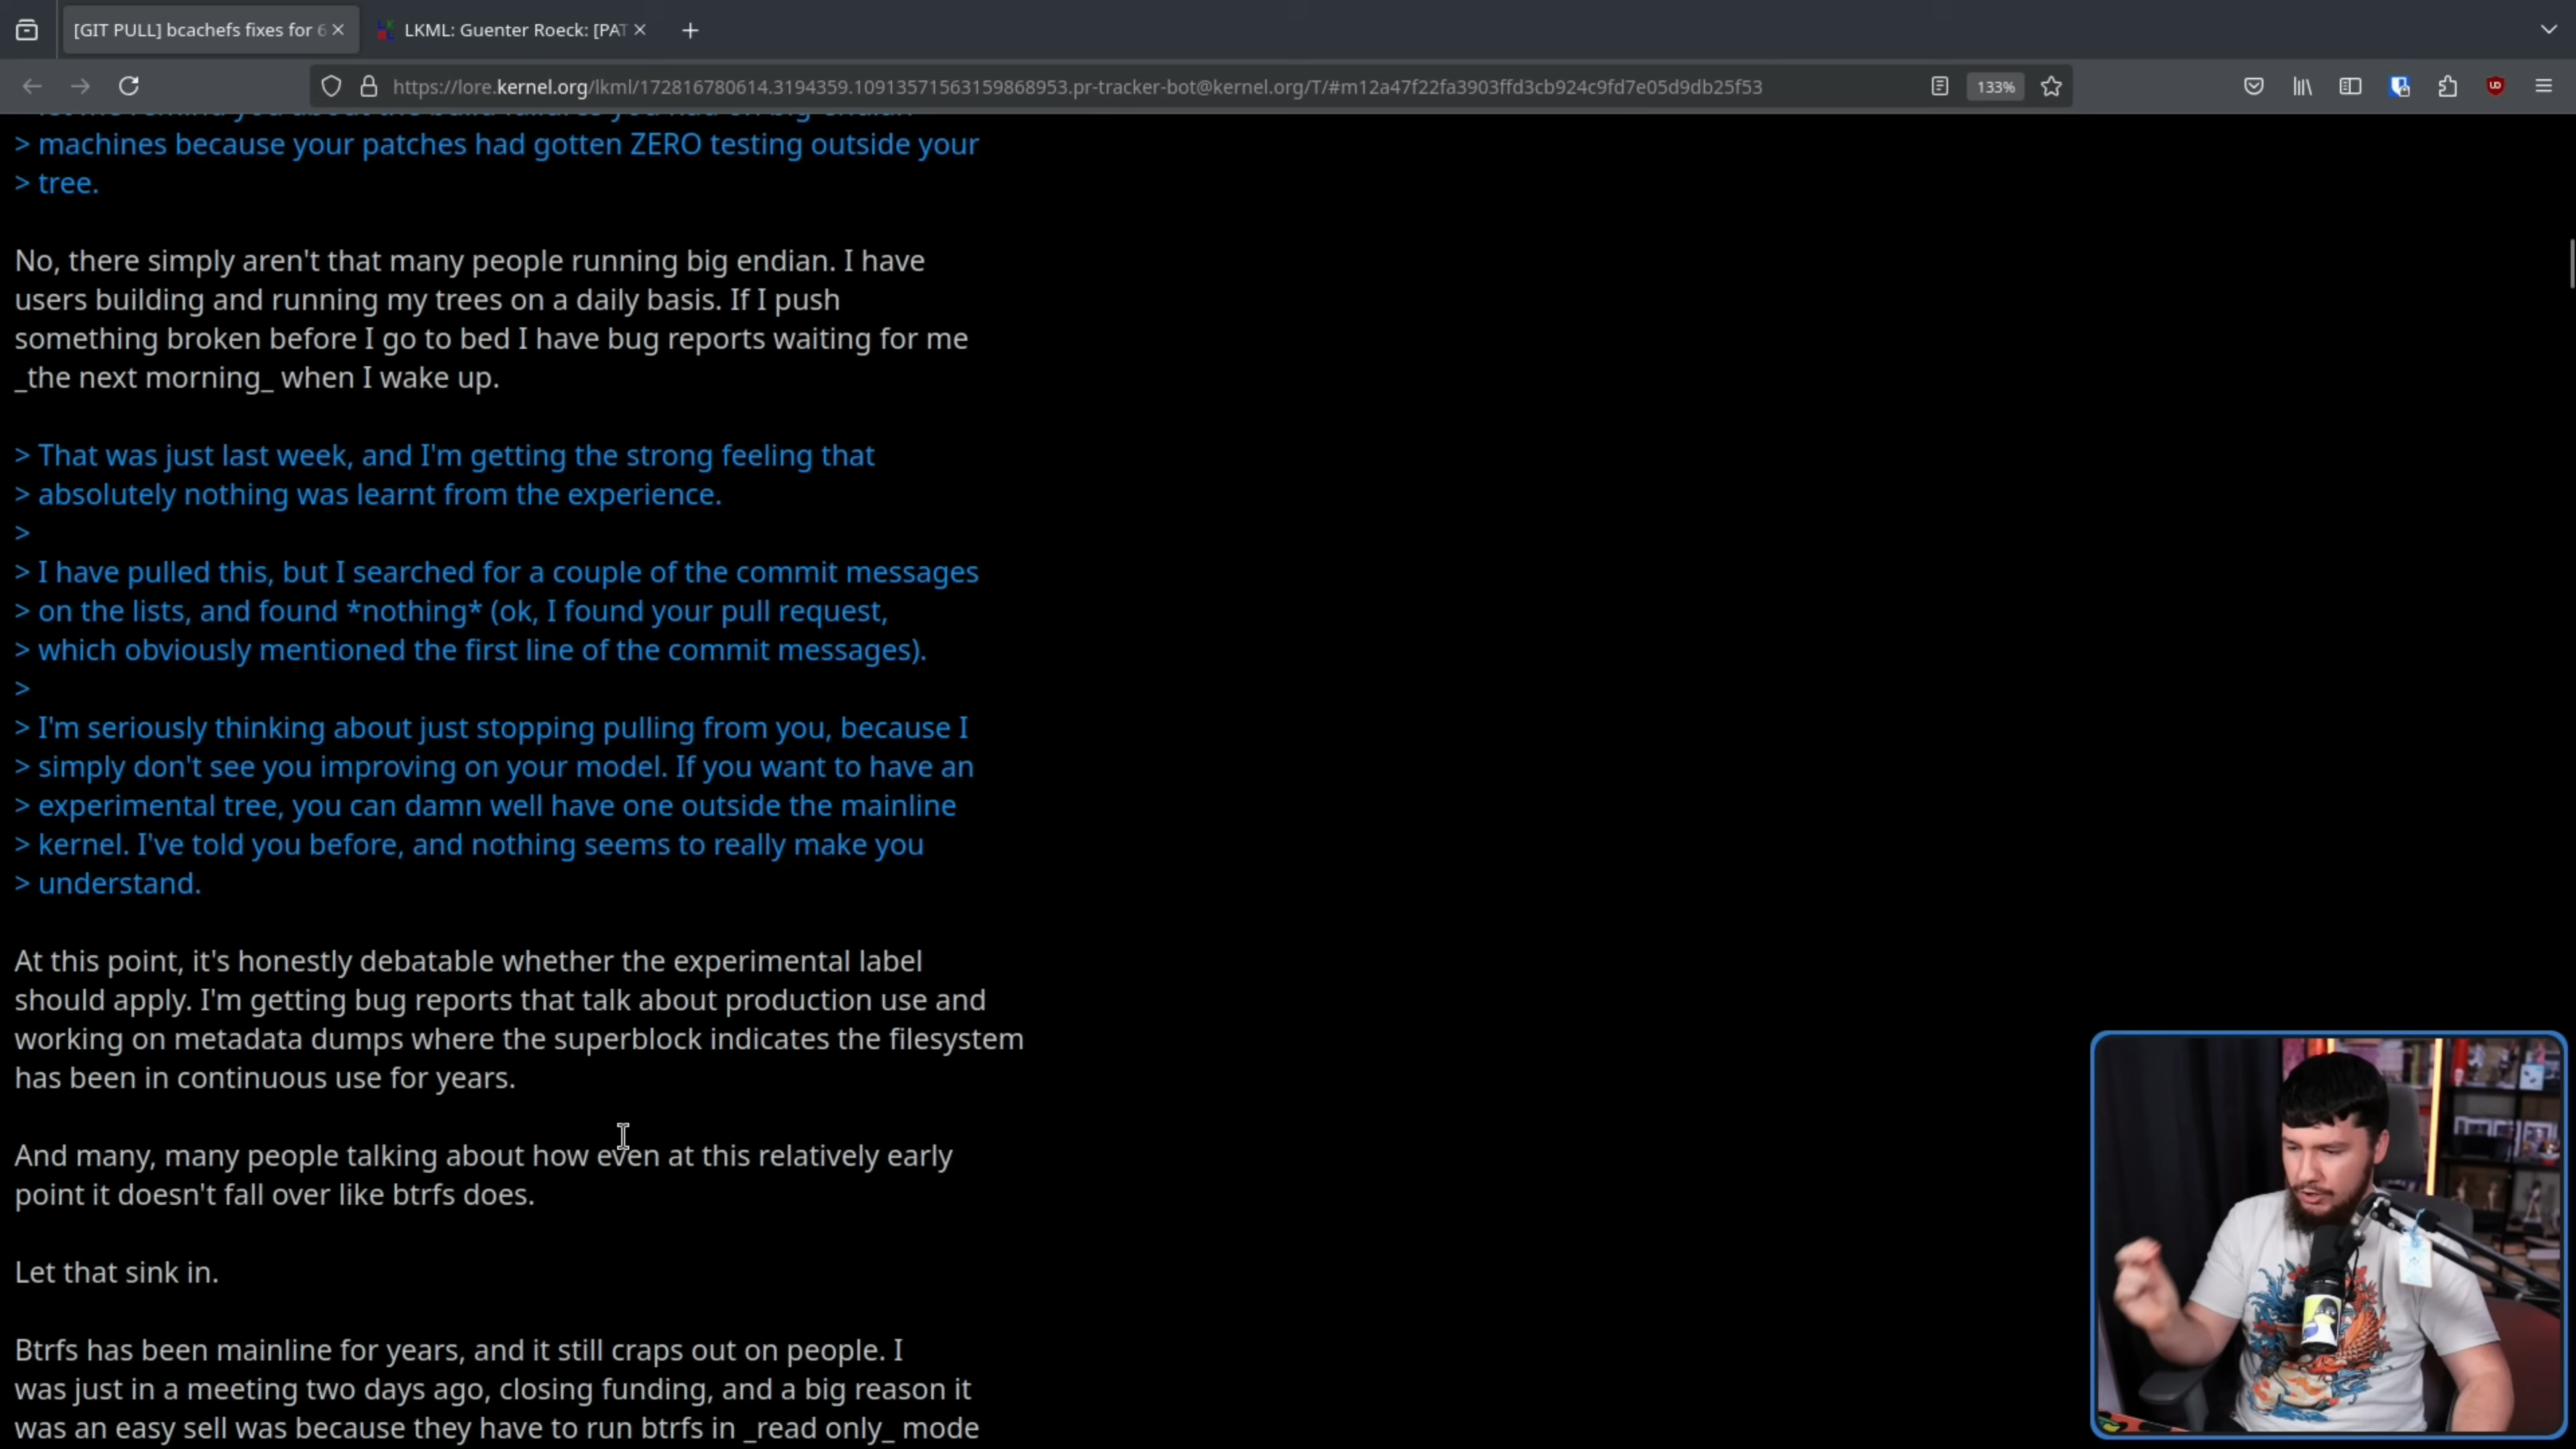 [GIT PULL] bcachefs fixes for 6
LKML: Guenter Roeck: [PAT
https://lore.kernel.org/lkml/172816780614.3194359.10913571563159868953.pr-tracker-bot@kernel.org/T/#m12a47f22fa3903ffd3cb924c9fd7e05d9db25f53
133%
> machines because your patches had gotten ZERO testing outside your
> tree.
No, there simply aren't that many people running big endian. I have
users building and running my trees on a daily basis. If I push
something broken before I go to bed I have bug reports waiting for me
_the next morning_ when I wake up.
> That was just last week, and I'm getting the strong feeling that
> absolutely nothing was learnt from the experience.
>
> I have pulled this, but I searched for a couple of the commit messages
> on the lists, and found *nothing* (ok, I found your pull request,
> which obviously mentioned the first line of the commit messages).
>
> I'm seriously thinking about just stopping pulling from you, because I
> simply don't see you improving on your model. If you want to have an
> experimental tree, you can damn well have one outside the mainline
> kernel. I've told you before, and nothing seems to really make you
> understand.
At this point, it's honestly debatable whether the experimental label
should apply. I'm getting bug reports that talk about production use and
working on metadata dumps where the superblock indicates the filesystem
has been in continuous use for years.
And many, many people talking about how even at this relatively early
point it doesn't fall over like btrfs does.
Let that sink in.
Btrfs has been mainline for years, and it still craps out on people. I
was just in a meeting two days ago, closing funding, and a big reason it
was an easy sell was because they have to run btrfs in _read only_ mode